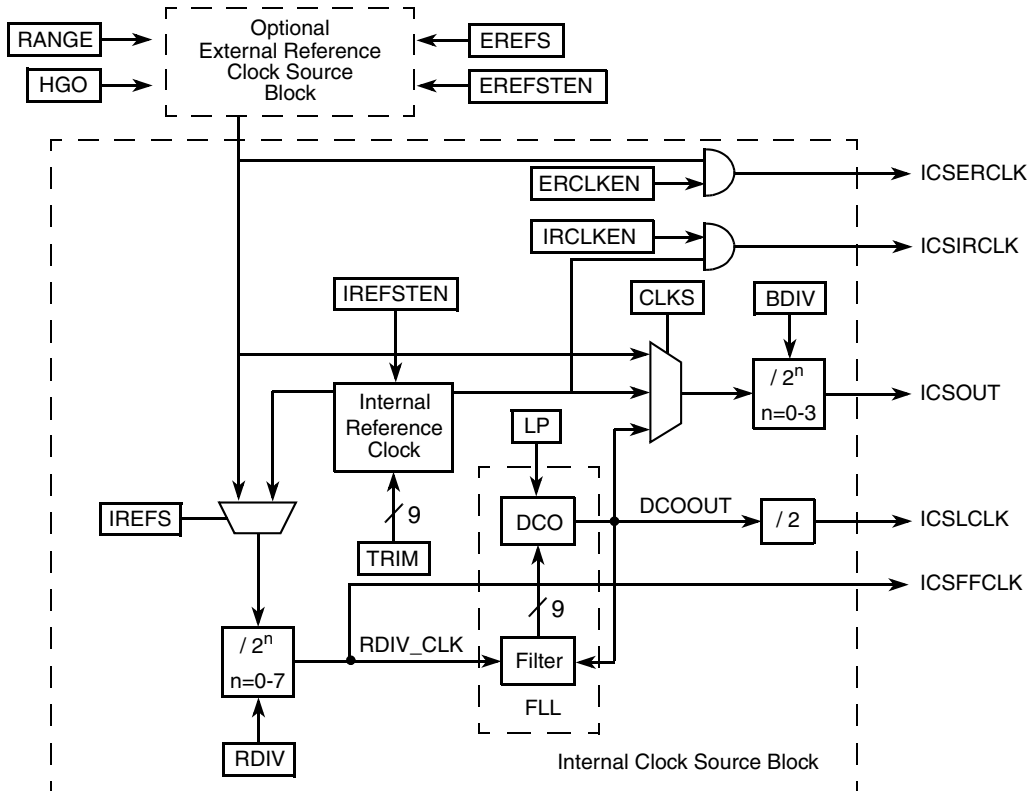 RANGE
HGO
Optional
External Reference
Clock Source
Block
EREFS
EREFSTEN
ERCLKEN
ICSERCLK
IRCLKEN
ICSIRCLK
IREFSTEN
CLKS
BDIV
Internal
Reference
Clock
/ 2ⁿ
n=0-3
ICSOUT
LP
IREFS
9
TRIM
DCO
DCOOUT
/ 2
ICSLCLK
ICSFFCLK
9
/ 2ⁿ
n=0-7
RDIV_CLK
Filter
FLL
RDIV
Internal Clock Source Block